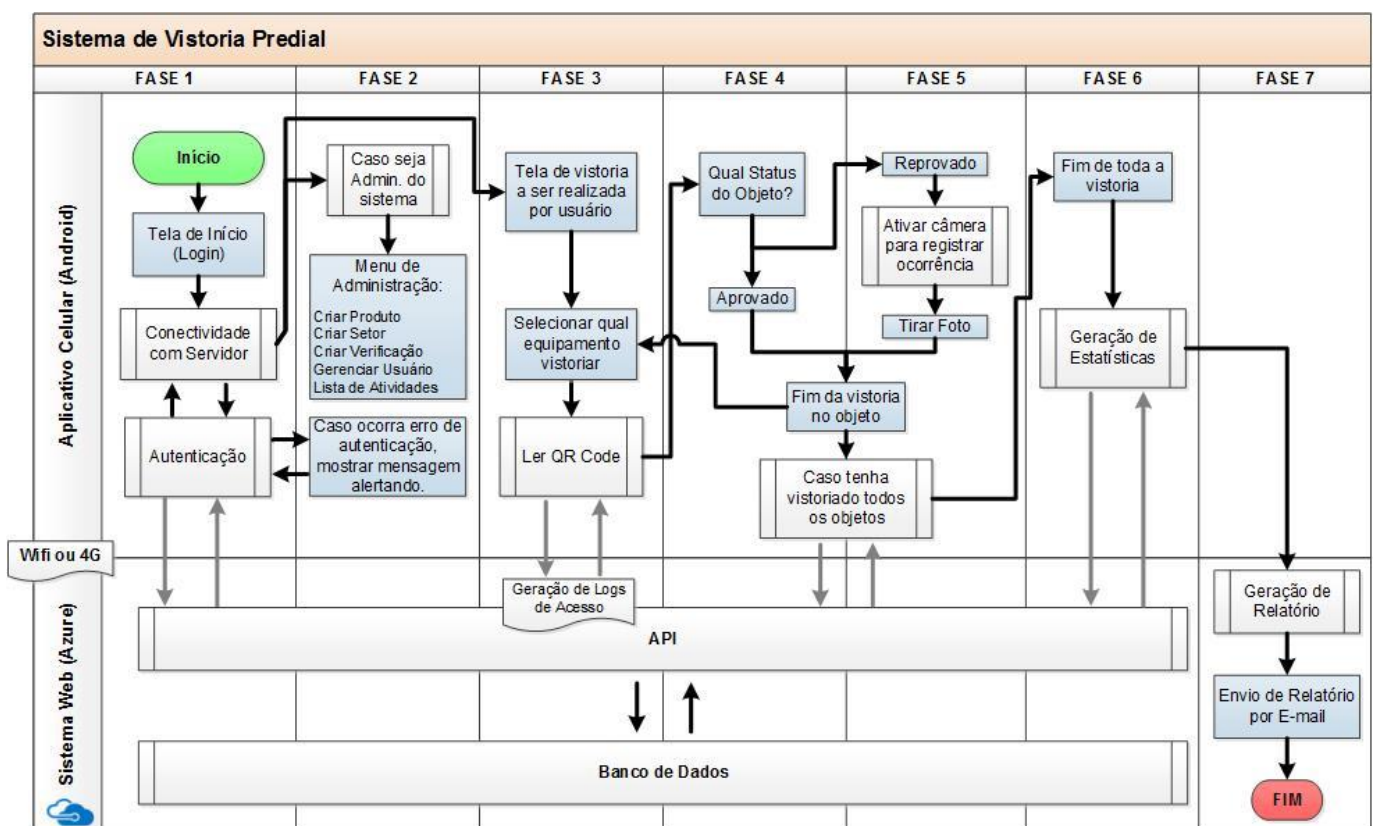 Sistema de Vistoria Predial
FASE 1
FASE 2
FASE 3
FASE 4
FASE 5
FASE 6
FASE 7
Aplicativo Celular (Android)
Início
Tela de Início
(Login)
Conectividade
com Servidor
Autenticação
Caso seja
Admin. do
sistema
Menu de
Administração:
Criar Produto
Criar Setor
Criar Verificação
Gerenciar Usuário
Lista de Atividades
Caso ocorra erro de
autenticação,
mostrar mensagem
alertando.
Tela de vistoria
a ser realizada
por usuário
Selecionar qual
equipamento
vistoriar
Ler QR Code
Qual Status
do Objeto?
Aprovado
Fim da vistoria
no objeto
Caso tenha
vistoriado todos
os objetos
Reprovado
Ativar câmera
para registrar
ocorrência
Tirar Foto
Fim de toda a
vistoria
Geração de
Estatísticas
Wifi ou 4G
Sistema Web (Azure)
Geração de Logs
de Acesso
API
Banco de Dados
Geração de
Relatório
Envio de Relatório
por E-mail
FIM